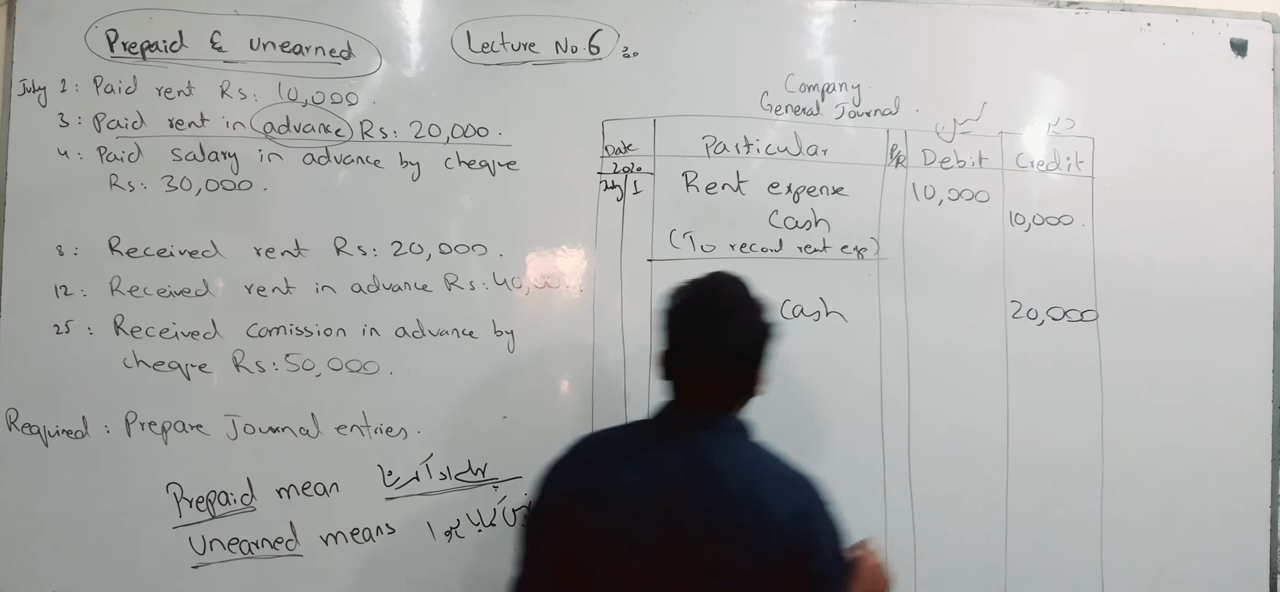 Prepaid & unearned
Lecture No.6
July 1: Paid rent Rs: 10,000.
3: Paid rent in advance Rs: 20,000.
4: Paid salary in advance by cheque
Rs: 30,000.
8: Received rent Rs: 20,000.
12: Received rent in advance Rs: 40,
25: Received comission in advance by
cheque Rs: 50,000.
Required: Prepare Journal entries.
Prepaid mean پہلے ادا کرنا
Unearned means
Company
General Journal.
Date Particular P/R Debit Credit
2020
July 1 Rent expense 10,000
Cash 10,000.
(To record rent exp)
Cash 20,000